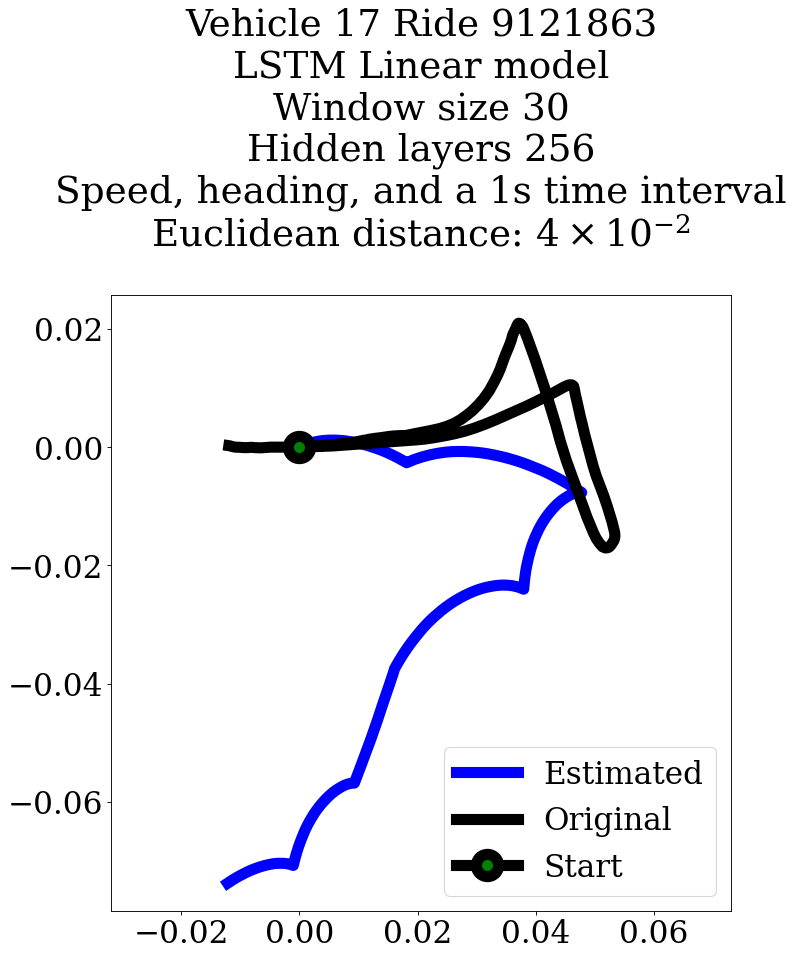 Vehicle 17 Ride 9121863
LSTM Linear model
Window size 30
Hidden layers 256
Speed, heading, and a 1s time interval
Euclidean distance: 4 × 10⁻²
0.02
0.00
−0.02
−0.04
−0.06
Estimated
Original
Start
−0.02 0.00 0.02 0.04 0.06